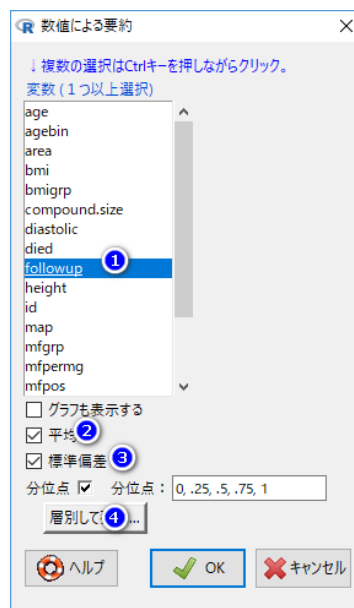 数値による要約
↓複数の選択はCtrlキーを押しながらクリック。
変数(1つ以上選択)
age
agebin
area
bmi
bmigrp
compound.size
diastolic
died
followup 1
height
id
map
mfgrp
mfpermg
mfpos
グラフも表示する
平均 2
標準偏差 3
分位点 分位点: 0, .25, .5, .75, 1
層別して 4 ...
ヘルプ OK キャンセル